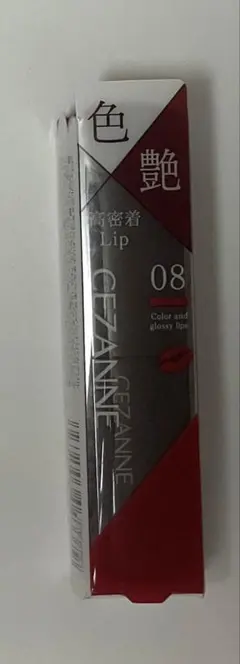 色
艶
高密着
Lip
08
Color and
glossy lips
CEZANNE
CEZANNE